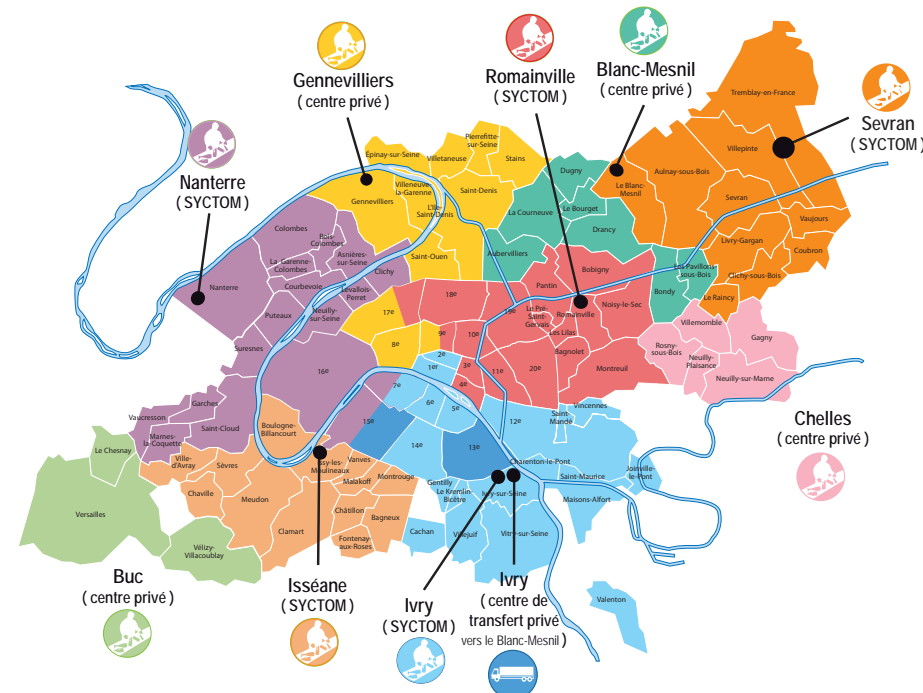 Gennevilliers
( centre privé )
Romainville
( SYCTOM )
Blanc-Mesnil
( centre privé )
Sevran
( SYCTOM )
Nanterre
( SYCTOM )
Tremblay-en-France
Villepinte
Aulnay-sous-Bois
Le Blanc-
Mesnil
Sevran
Vaujours
Livry-Gargan
Coubron
Clichy-sous-Bois
Le Raincy
Épinay-sur-Seine
Villetaneuse
Pierrefitte-
sur-Seine
Stains
Villeneuve-
la-Garenne
Gennevilliers
L'Île-
Saint-Denis
Saint-Denis
Saint-Ouen
Dugny
Le Bourget
La Courneuve
Drancy
Aubervilliers
Les Pavillons-
sous-Bois
Bondy
Colombes
Bois-
Colombes
Asnières-
sur-Seine
La Garenne-
Colombes
Clichy
Courbevoie
Levallois-
Perret
Nanterre
Neuilly-
sur-Seine
Puteaux
Suresnes
Bobigny
Pantin
Noisy-le-Sec
Le Pré
Saint-
Gervais
Romainville
Les Lilas
Bagnolet
Montreuil
Villemomble
Gagny
Rosny-
sous-Bois
Neuilly-
Plaisance
Neuilly-sur-Marne
17e
18e
19e
8e
9e
10e
2e
1er
3e
11e
20e
4e
16e
7e
6e
5e
12e
15e
14e
13e
Vaucresson
Garches
Marnes-
la-Coquette
Saint-Cloud
Boulogne-
Billancourt
Ville-
d'Avray
Sèvres
Issy-les-
Moulineaux
Vanves
Malakoff
Montrouge
Chaville
Meudon
Clamart
Châtillon
Bagneux
Fontenay-
aux-Roses
Le Chesnay
Versailles
Vélizy-
Villacoublay
Vincennes
Saint-
Mandé
Charenton-le-Pont
Saint-Maurice
Joinville-
le-Pont
Maisons-Alfort
Gentilly
Le Kremlin-
Bicêtre
Ivry-sur-Seine
Cachan
Villejuif
Vitry-sur-Seine
Valenton
Chelles
( centre privé )
Buc
( centre privé )
Isséane
( SYCTOM )
Ivry
( SYCTOM )
Ivry
( centre de
transfert privé
vers le Blanc-Mesnil )